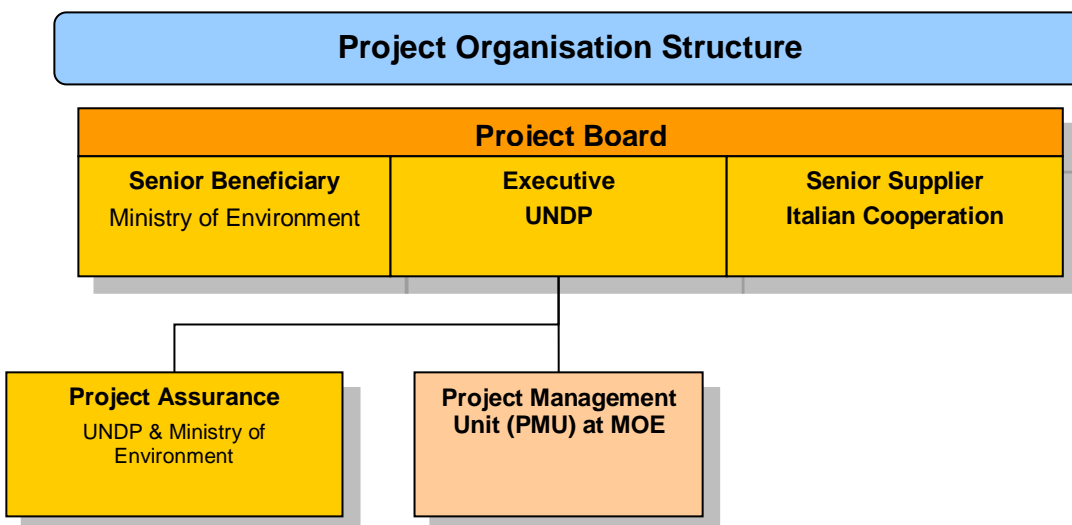 Project Organisation Structure
Project Board
Senior Beneficiary
Ministry of Environment
Executive
UNDP
Senior Supplier
Italian Cooperation
Project Assurance
UNDP & Ministry of
Environment
Project Management
Unit (PMU) at MOE